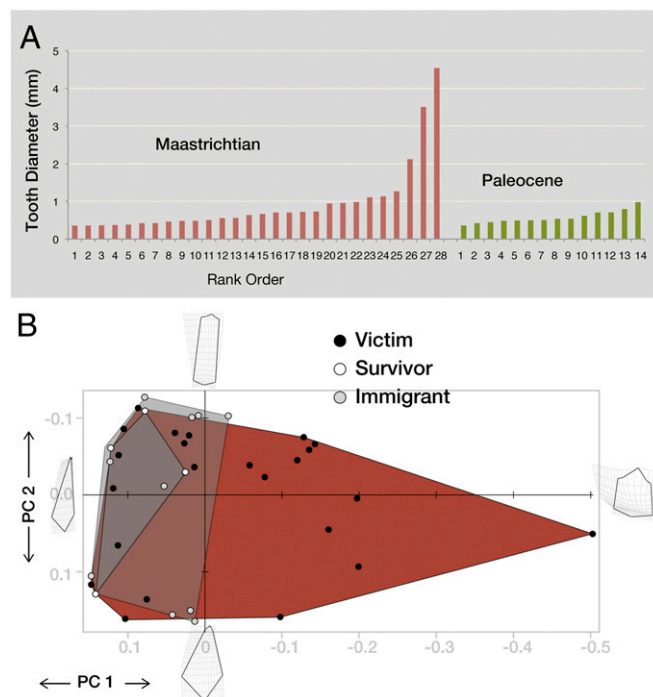 A
Tooth Diameter (mm)
5
4
3
2
1
0
Maastrichtian
Paleocene
1 2 3 4 5 6 7 8 9 10 11 12 13 14 15 16 17 18 19 20 21 22 23 24 25 26 27 28 1 2 3 4 5 6 7 8 9 10 11 12 13 14
Rank Order
B
Victim
Survivor
Immigrant
PC 2
-0.1
0.0
0.1
0.1 0 -0.1 -0.2 -0.3 -0.4 -0.5
PC 1